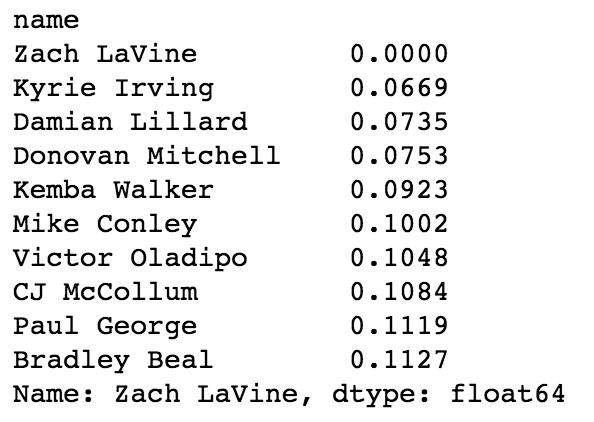 name
Zach LaVine 0.0000
Kyrie Irving 0.0669
Damian Lillard 0.0735
Donovan Mitchell 0.0753
Kemba Walker 0.0923
Mike Conley 0.1002
Victor Oladipo 0.1048
CJ McCollum 0.1084
Paul George 0.1119
Bradley Beal 0.1127
Name: Zach LaVine, dtype: float64